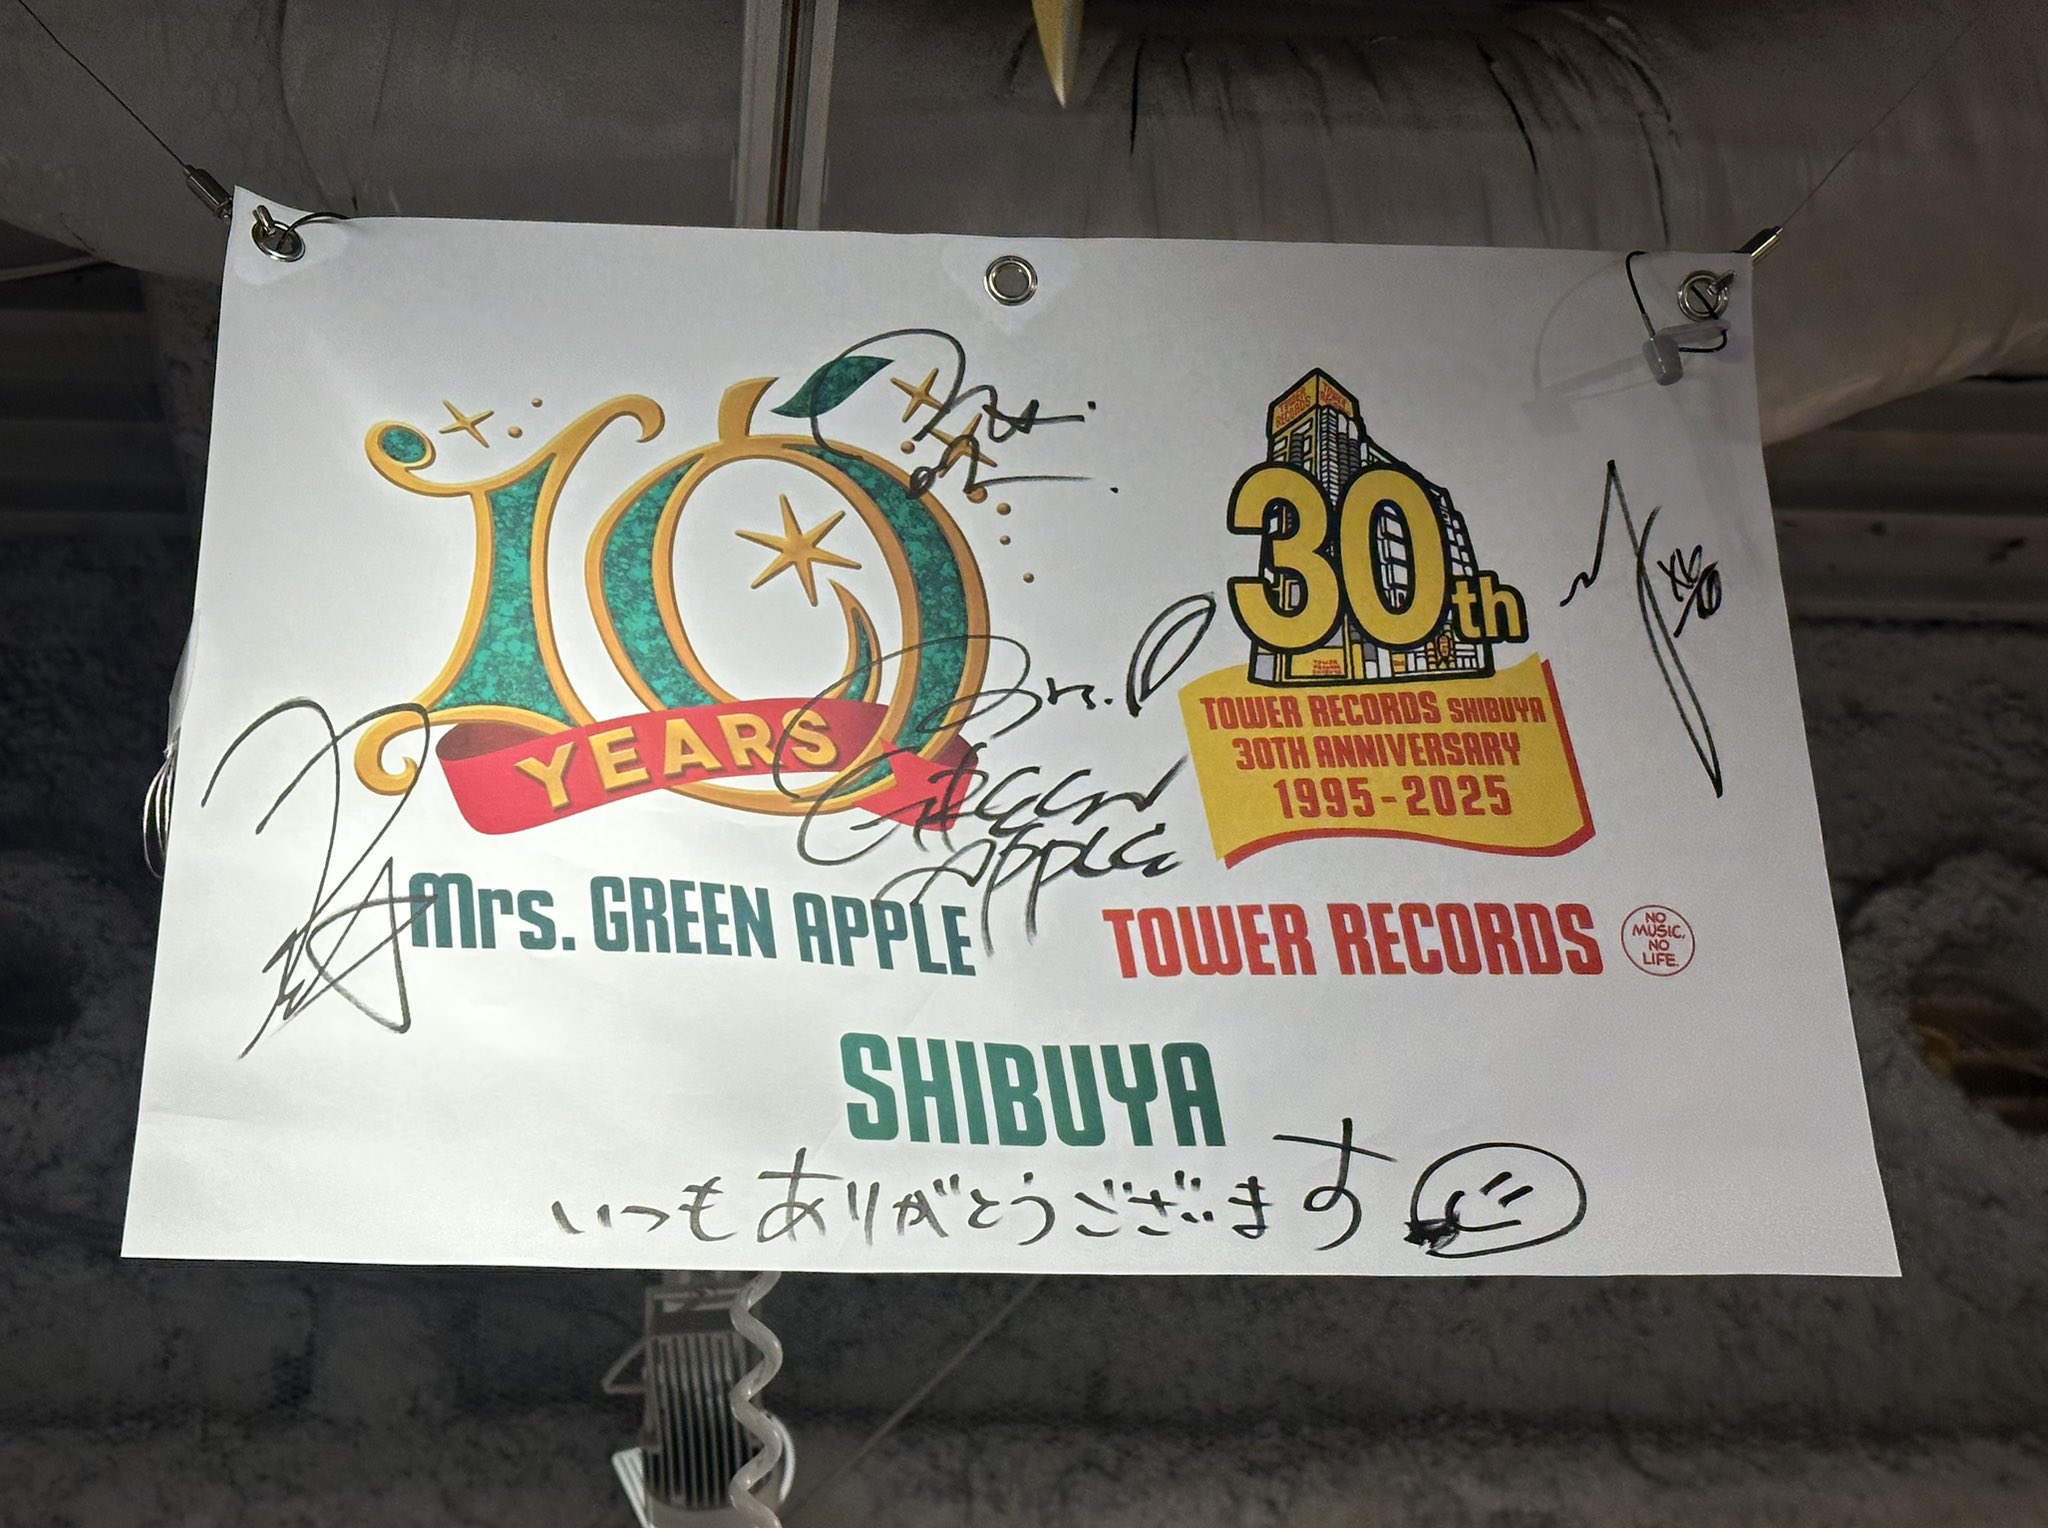 10
YEARS
Mrs. GREEN APPLE
Mrs.
GREEN
APPLE
TOWER
RECORDS
30th
TOWER RECORDS SHIBUYA
30TH ANNIVERSARY
1995-2025
TOWER RECORDS
NO
MUSIC,
NO
LIFE.
SHIBUYA
いつもありがとうございます